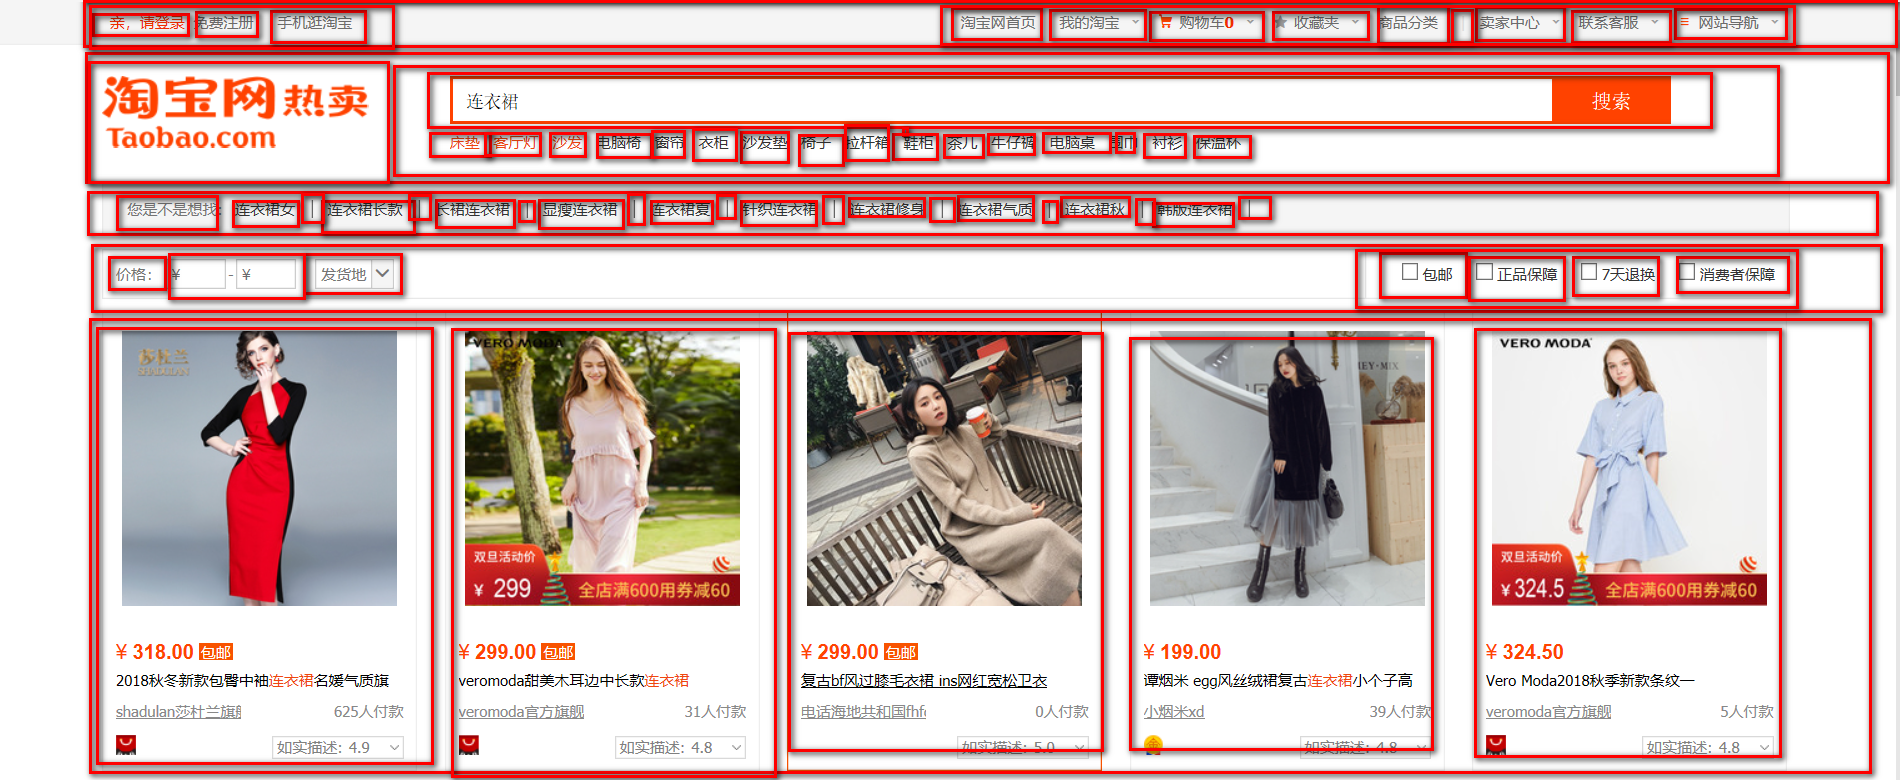 亲，请登录 免费注册 手机逛淘宝 淘宝网首页 我的淘宝 购物车0 收藏夹 商品分类 | 卖家中心 联系客服 网站导航
淘宝网热卖
Taobao.com
连衣裙 搜索
床垫 客厅灯 沙发 电脑椅 窗帘 衣柜 沙发垫 椅子 拉杆箱 鞋柜 茶几 牛仔裤 电脑桌 围巾 衬衫 保温杯
您是不是想找: 连衣裙女 | 连衣裙长款 | 长裙连衣裙 | 显瘦连衣裙 | 连衣裙夏 | 针织连衣裙 | 连衣裙修身 | 连衣裙气质 | 连衣裙秋 | 韩版连衣裙 |
价格： ¥ - ¥ 发货地 包邮 正品保障 7天退换 消费者保障
莎杜兰
SHADULAN
VERO MODA
双旦活动价
¥ 299 全店满600用券减60
HEY·MIX
VERO MODA
双旦活动价
¥ 324.5 全店满600用券减60
¥ 318.00 包邮
2018秋冬新款包臀中袖连衣裙名媛气质旗
shadulan莎杜兰旗舰 625人付款
如实描述: 4.9
¥ 299.00 包邮
veromoda甜美木耳边中长款连衣裙
veromoda官方旗舰 31人付款
如实描述: 4.8
¥ 299.00 包邮
复古bf风过膝毛衣裙 ins网红宽松卫衣
电话海地共和国fhf 0人付款
如实描述: 5.0
¥ 199.00
谭烟米 egg风丝绒裙复古连衣裙小个子高
小烟米xd 39人付款
如实描述: 4.8
¥ 324.50
Vero Moda2018秋季新款条纹一
veromoda官方旗舰 5人付款
如实描述: 4.8